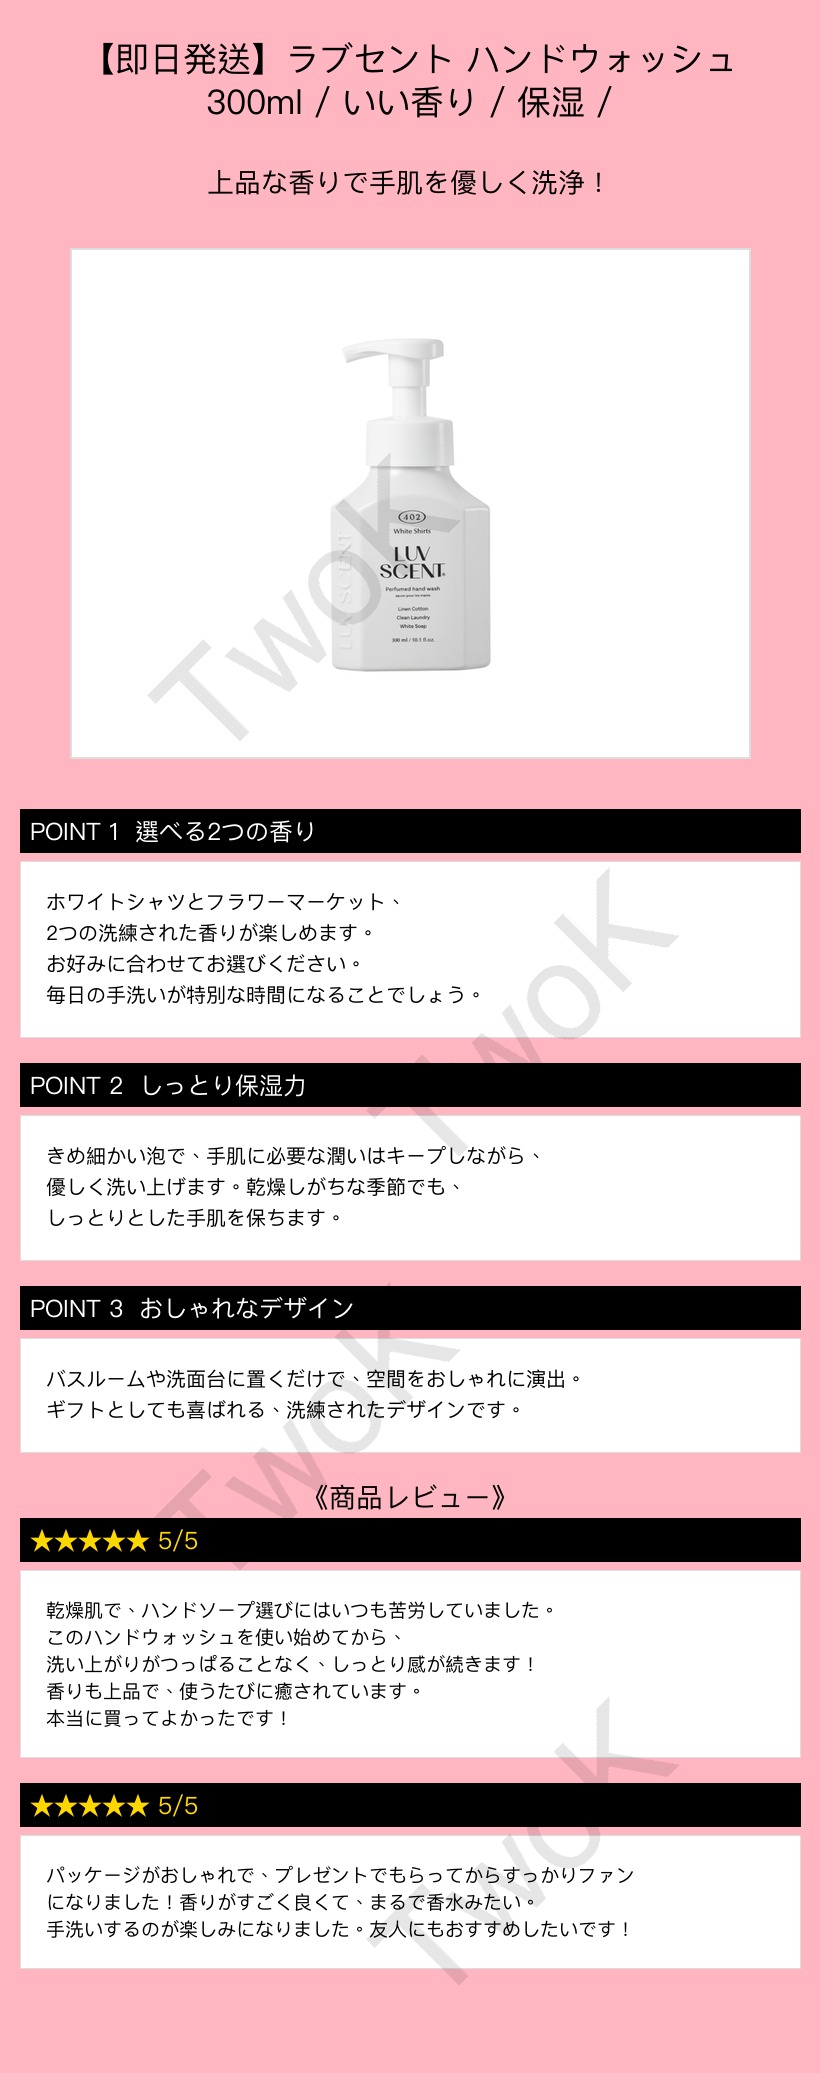 【即日発送】ラブセント ハンドウォッシュ
300ml / いい香り / 保湿 /
上品な香りで手肌を優しく洗浄！
402
White Shirts
LUV
SCENT
Perfumed hand wash
Linen Cotton
Clean Laundry
White Soap
300 ml / 10.1 fl.oz.
LUV SCENT
TwoK
POINT 1 選べる2つの香り
ホワイトシャツとフラワーマーケット、
2つの洗練された香りが楽しめます。
お好みに合わせてお選びください。
毎日の手洗いが特別な時間になることでしょう。
TwoK
POINT 2 しっとり保湿力
きめ細かい泡で、手肌に必要な潤いはキープしながら、
優しく洗い上げます。乾燥しがちな季節でも、
しっとりとした手肌を保ちます。
POINT 3 おしゃれなデザイン
バスルームや洗面台に置くだけで、空間をおしゃれに演出。
ギフトとしても喜ばれる、洗練されたデザインです。
TwoK
《商品レビュー》
★★★★★ 5/5
乾燥肌で、ハンドソープ選びにはいつも苦労していました。
このハンドウォッシュを使い始めてから、
洗い上がりがつっぱることなく、しっとり感が続きます！
香りも上品で、使うたびに癒されています。
本当に買ってよかったです！
★★★★★ 5/5
パッケージがおしゃれで、プレゼントでもらってからすっかりファン
になりました！香りがすごく良くて、まるで香水みたい。
手洗いするのが楽しみになりました。友人にもおすすめしたいです！
TwoK